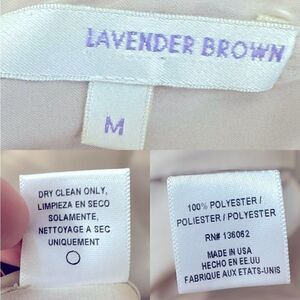 LAVENDER BROWN
M
DRY CLEAN ONLY,
LIMPIEZA EN SECO
SOLAMENTE,
NETTOYAGE A SEC
UNIQUEMENT
100% POLYESTER /
POLIESTER / POLYESTER
RN# 136062
MADE IN USA
HECHO EN EE.UU
FABRIQUE AUX ETATS-UNIS